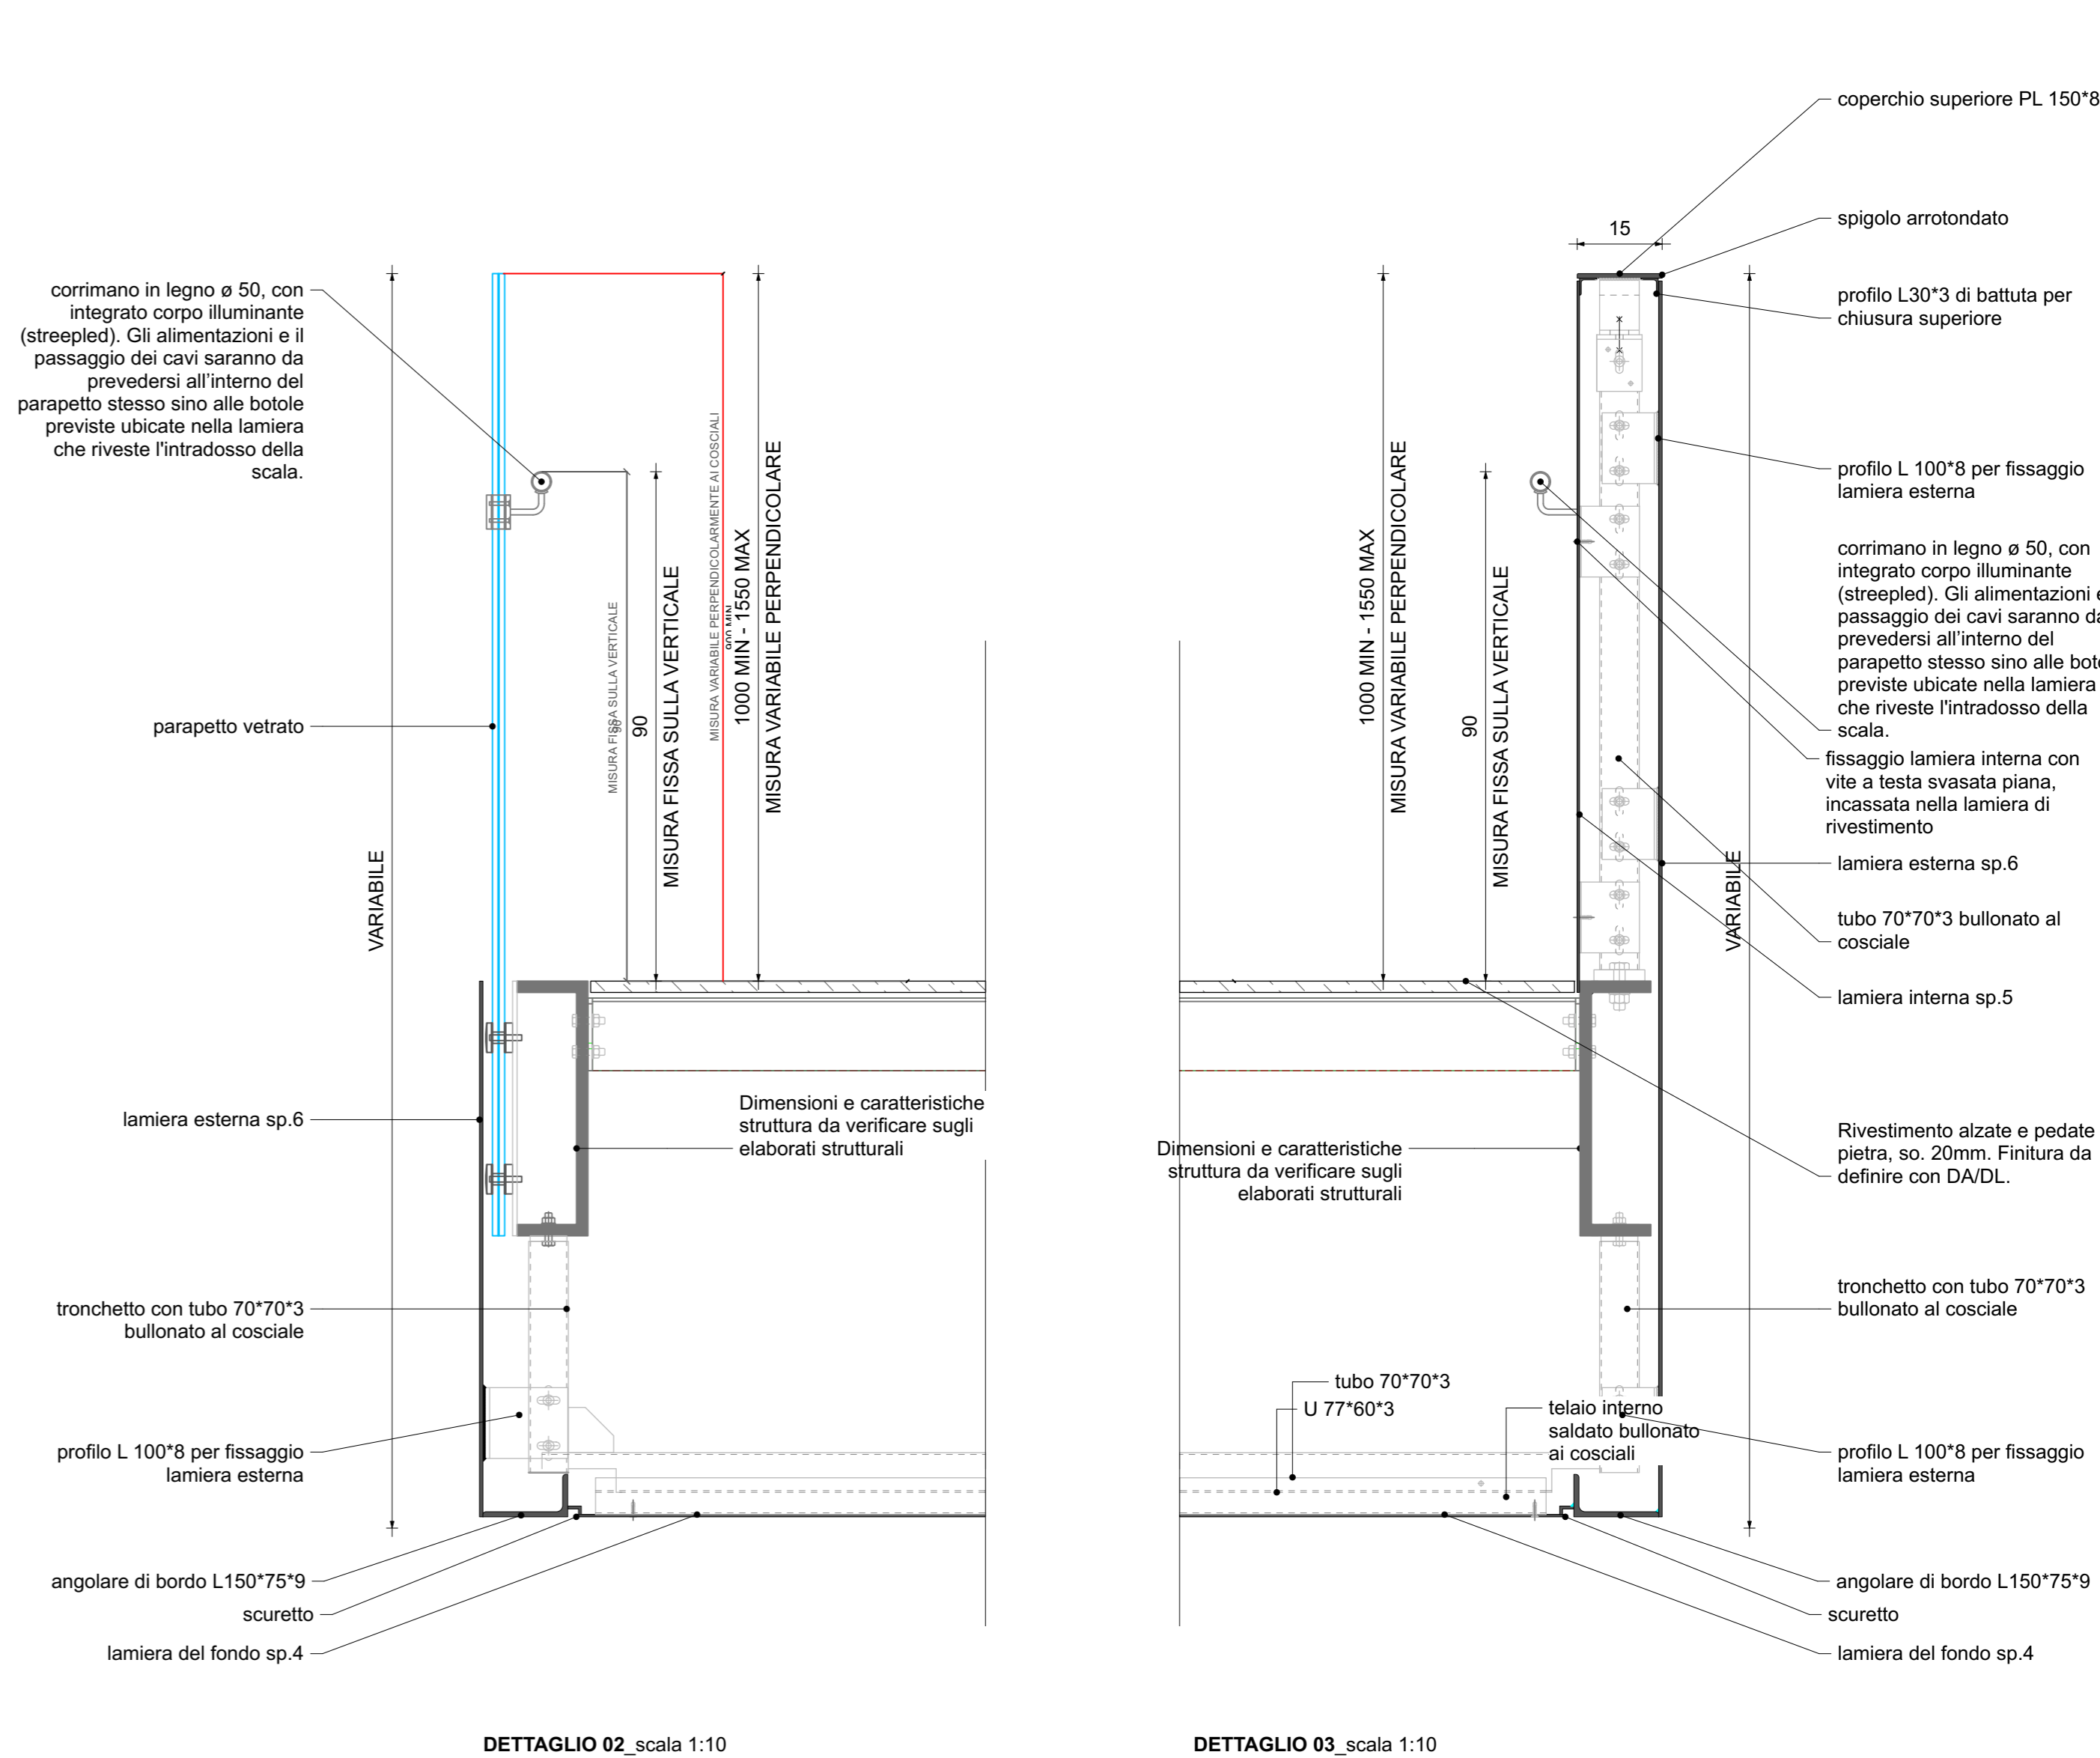 corrimano in legno ø 50, con
integrato corpo illuminante
(streepled). Gli alimentazioni e il
passaggio dei cavi saranno da
prevedersi all'interno del
parapetto stesso sino alle botole
previste ubicate nella lamiera
che riveste l'intradosso della
scala.
parapetto vetrato
lamiera esterna sp.6
tronchetto con tubo 70*70*3
bullonato al cosciale
profilo L 100*8 per fissaggio
lamiera esterna
angolare di bordo L150*75*9
scuretto
lamiera del fondo sp.4
VARIABILE
MISURA FISSA SULLA VERTICALE
90
90
MISURA FISSA SULLA VERTICALE
MISURA VARIABILE PERPENDICOLARMENTE AI COSCIALI
900 MIN
1000 MIN - 1550 MAX
MISURA VARIABILE PERPENDICOLARE
Dimensioni e caratteristiche
struttura da verificare sugli
elaborati strutturali
DETTAGLIO 02_scala 1:10
15
1000 MIN - 1550 MAX
MISURA VARIABILE PERPENDICOLARE
90
MISURA FISSA SULLA VERTICALE
VARIABILE
Dimensioni e caratteristiche
struttura da verificare sugli
elaborati strutturali
tubo 70*70*3
U 77*60*3
telaio interno
saldato bullonato
ai cosciali
coperchio superiore PL 150*8
spigolo arrotondato
profilo L30*3 di battuta per
chiusura superiore
profilo L 100*8 per fissaggio
lamiera esterna
corrimano in legno ø 50, con
integrato corpo illuminante
(streepled). Gli alimentazioni e
passaggio dei cavi saranno da
prevedersi all'interno del
parapetto stesso sino alle
previste ubicate nella lamiera
che riveste l'intradosso della
scala.
fissaggio lamiera interna con
vite a testa svasata piana,
incassata nella lamiera di
rivestimento
lamiera esterna sp.6
tubo 70*70*3 bullonato al
cosciale
lamiera interna sp.5
Rivestimento alzate e pedate
pietra, so. 20mm. Finitura da
definire con DA/DL.
tronchetto con tubo 70*70*3
bullonato al cosciale
profilo L 100*8 per fissaggio
lamiera esterna
angolare di bordo L150*75*9
scuretto
lamiera del fondo sp.4
DETTAGLIO 03_scala 1:10